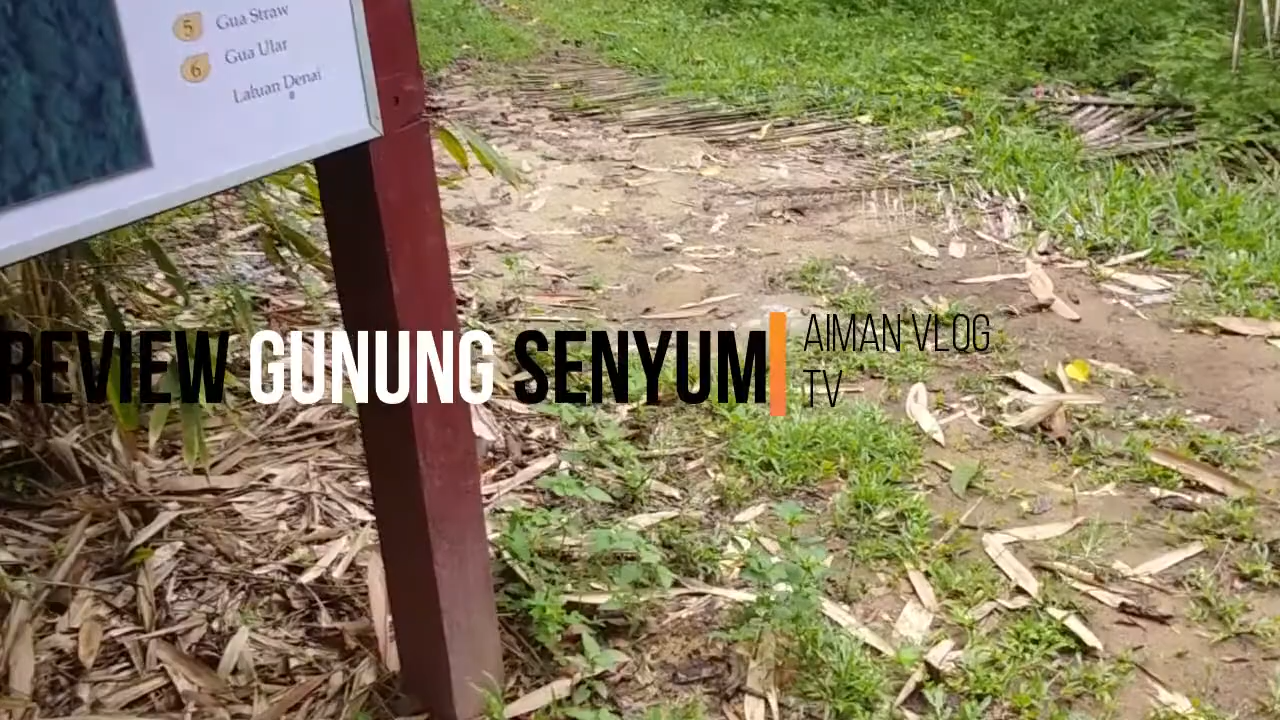 5 Gua Straw
6 Gua Ular
Laluan Denai
REVIEW GUNUNG SENYUM
AIMAN VLOG
TV